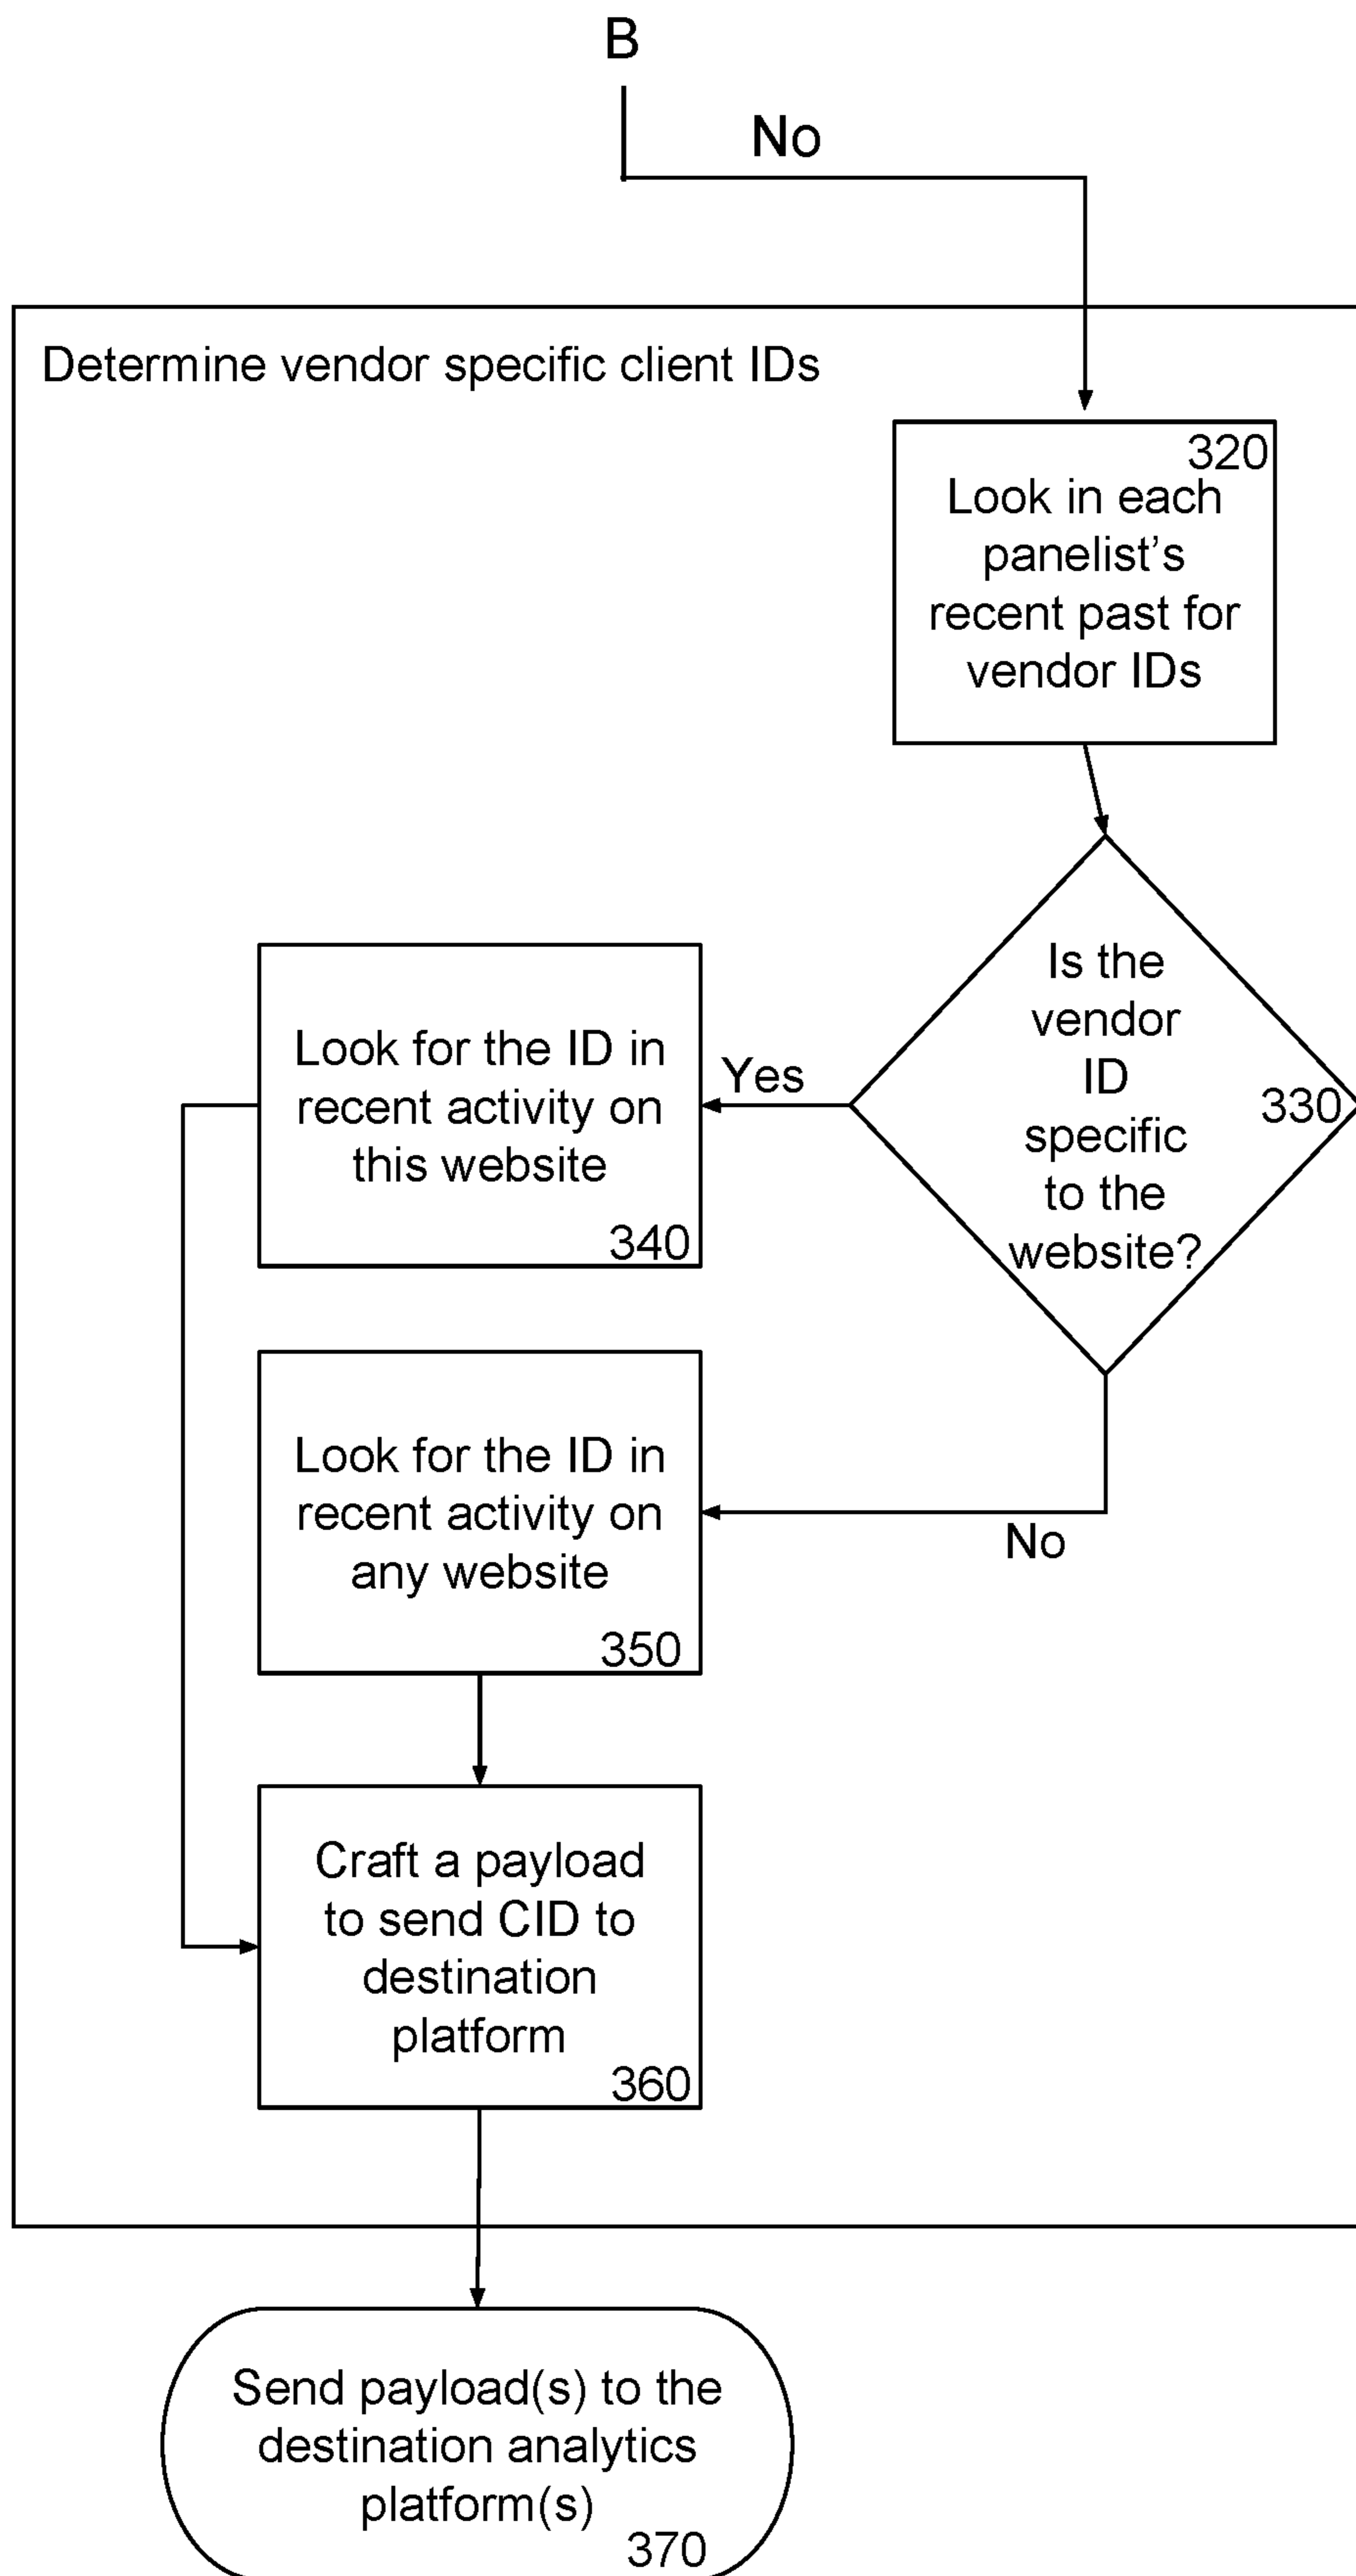 B
No
Determine vendor specific client IDs
320
Look in each
panelist’s
recent past for
vendor IDs
Is the
vendor
ID
specific
to the
website?
330
Yes
Look for the ID in
recent activity on
this website
340
No
Look for the ID in
recent activity on
any website
350
Craft a payload
to send CID to
destination
platform
360
Send payload(s) to the
destination analytics
platform(s)
370